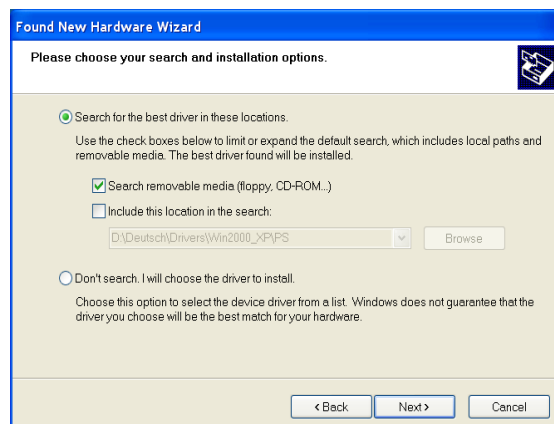 Found New Hardware Wizard
Please choose your search and installation options.
Search for the best driver in these locations.
Use the check boxes below to limit or expand the default search, which includes local paths and
removable media. The best driver found will be installed.
Search removable media (floppy, CD-ROM...)
Include this location in the search:
D:\Deutsch\Drivers\Win2000_XP\PS
Browse
Don't search. I will choose the driver to install.
Choose this option to select the device driver from a list. Windows does not guarantee that the
driver you choose will be the best match for your hardware.
< Back
Next >
Cancel